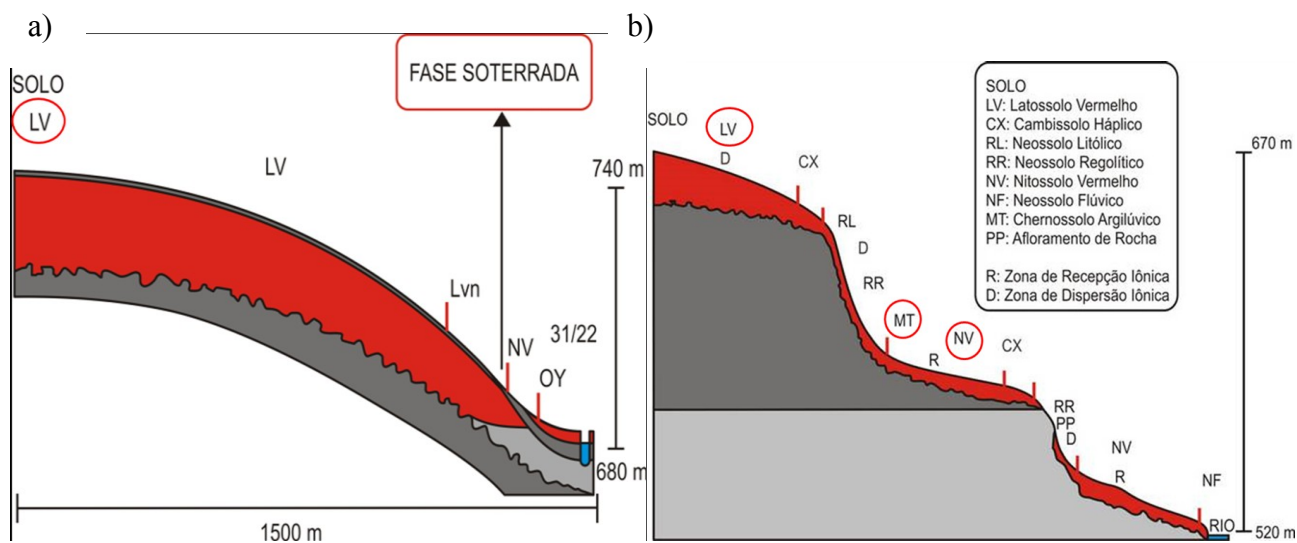 a)
FASE SOTERRADA
SOLO
LV
LV
740 m
Lvn
31/22
NV
OY
680 m
1500 m
b)
SOLO
LV: Latossolo Vermelho
CX: Cambissolo Háplico
RL: Neossolo Litólico
RR: Neossolo Regolítico
NV: Nitossolo Vermelho
NF: Neossolo Flúvico
MT: Chernossolo Argilúvico
PP: Afloramento de Rocha
R: Zona de Recepção Iônica
D: Zona de Dispersão Iônica
SOLO
LV
D
CX
670 m
RL
D
RR
MT
NV
R
CX
RR
PP
D
NV
R
NF
RIO
520 m